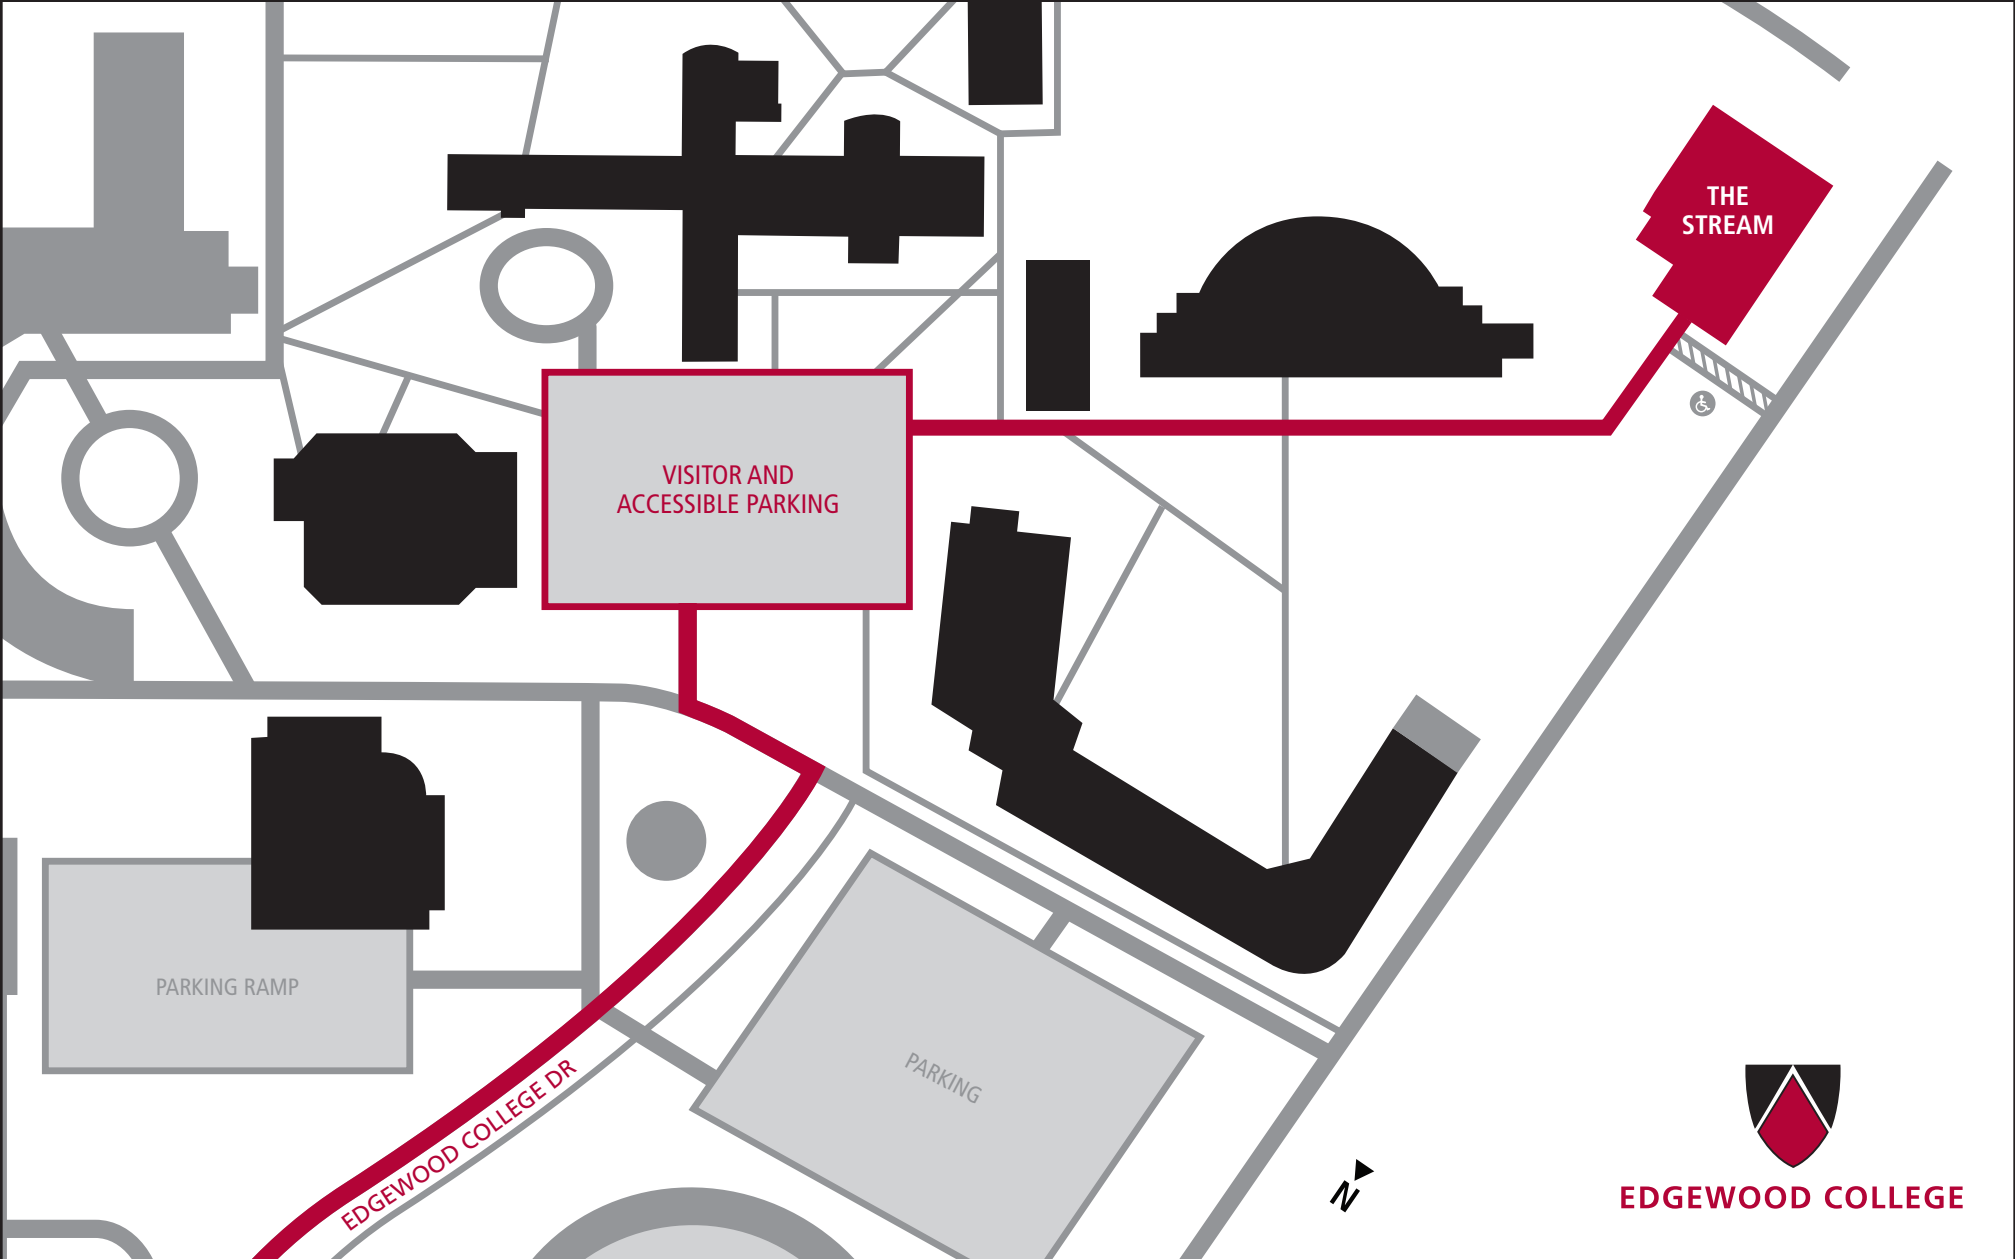 THE
STREAM
VISITOR AND
ACCESSIBLE PARKING
PARKING RAMP
PARKING
EDGEWOOD COLLEGE DR
N
EDGEWOOD COLLEGE